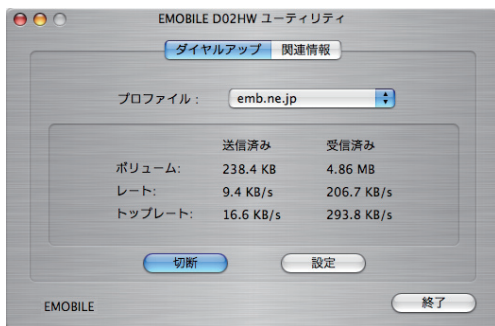 EMOBILE D02HW ユーティリティ
ダイヤルアップ 関連情報
プロファイル : emb.ne.jp
送信済み 受信済み
ボリューム: 238.4 KB 4.86 MB
レート: 9.4 KB/s 206.7 KB/s
トップレート: 16.6 KB/s 293.8 KB/s
切断 設定
EMOBILE 終了